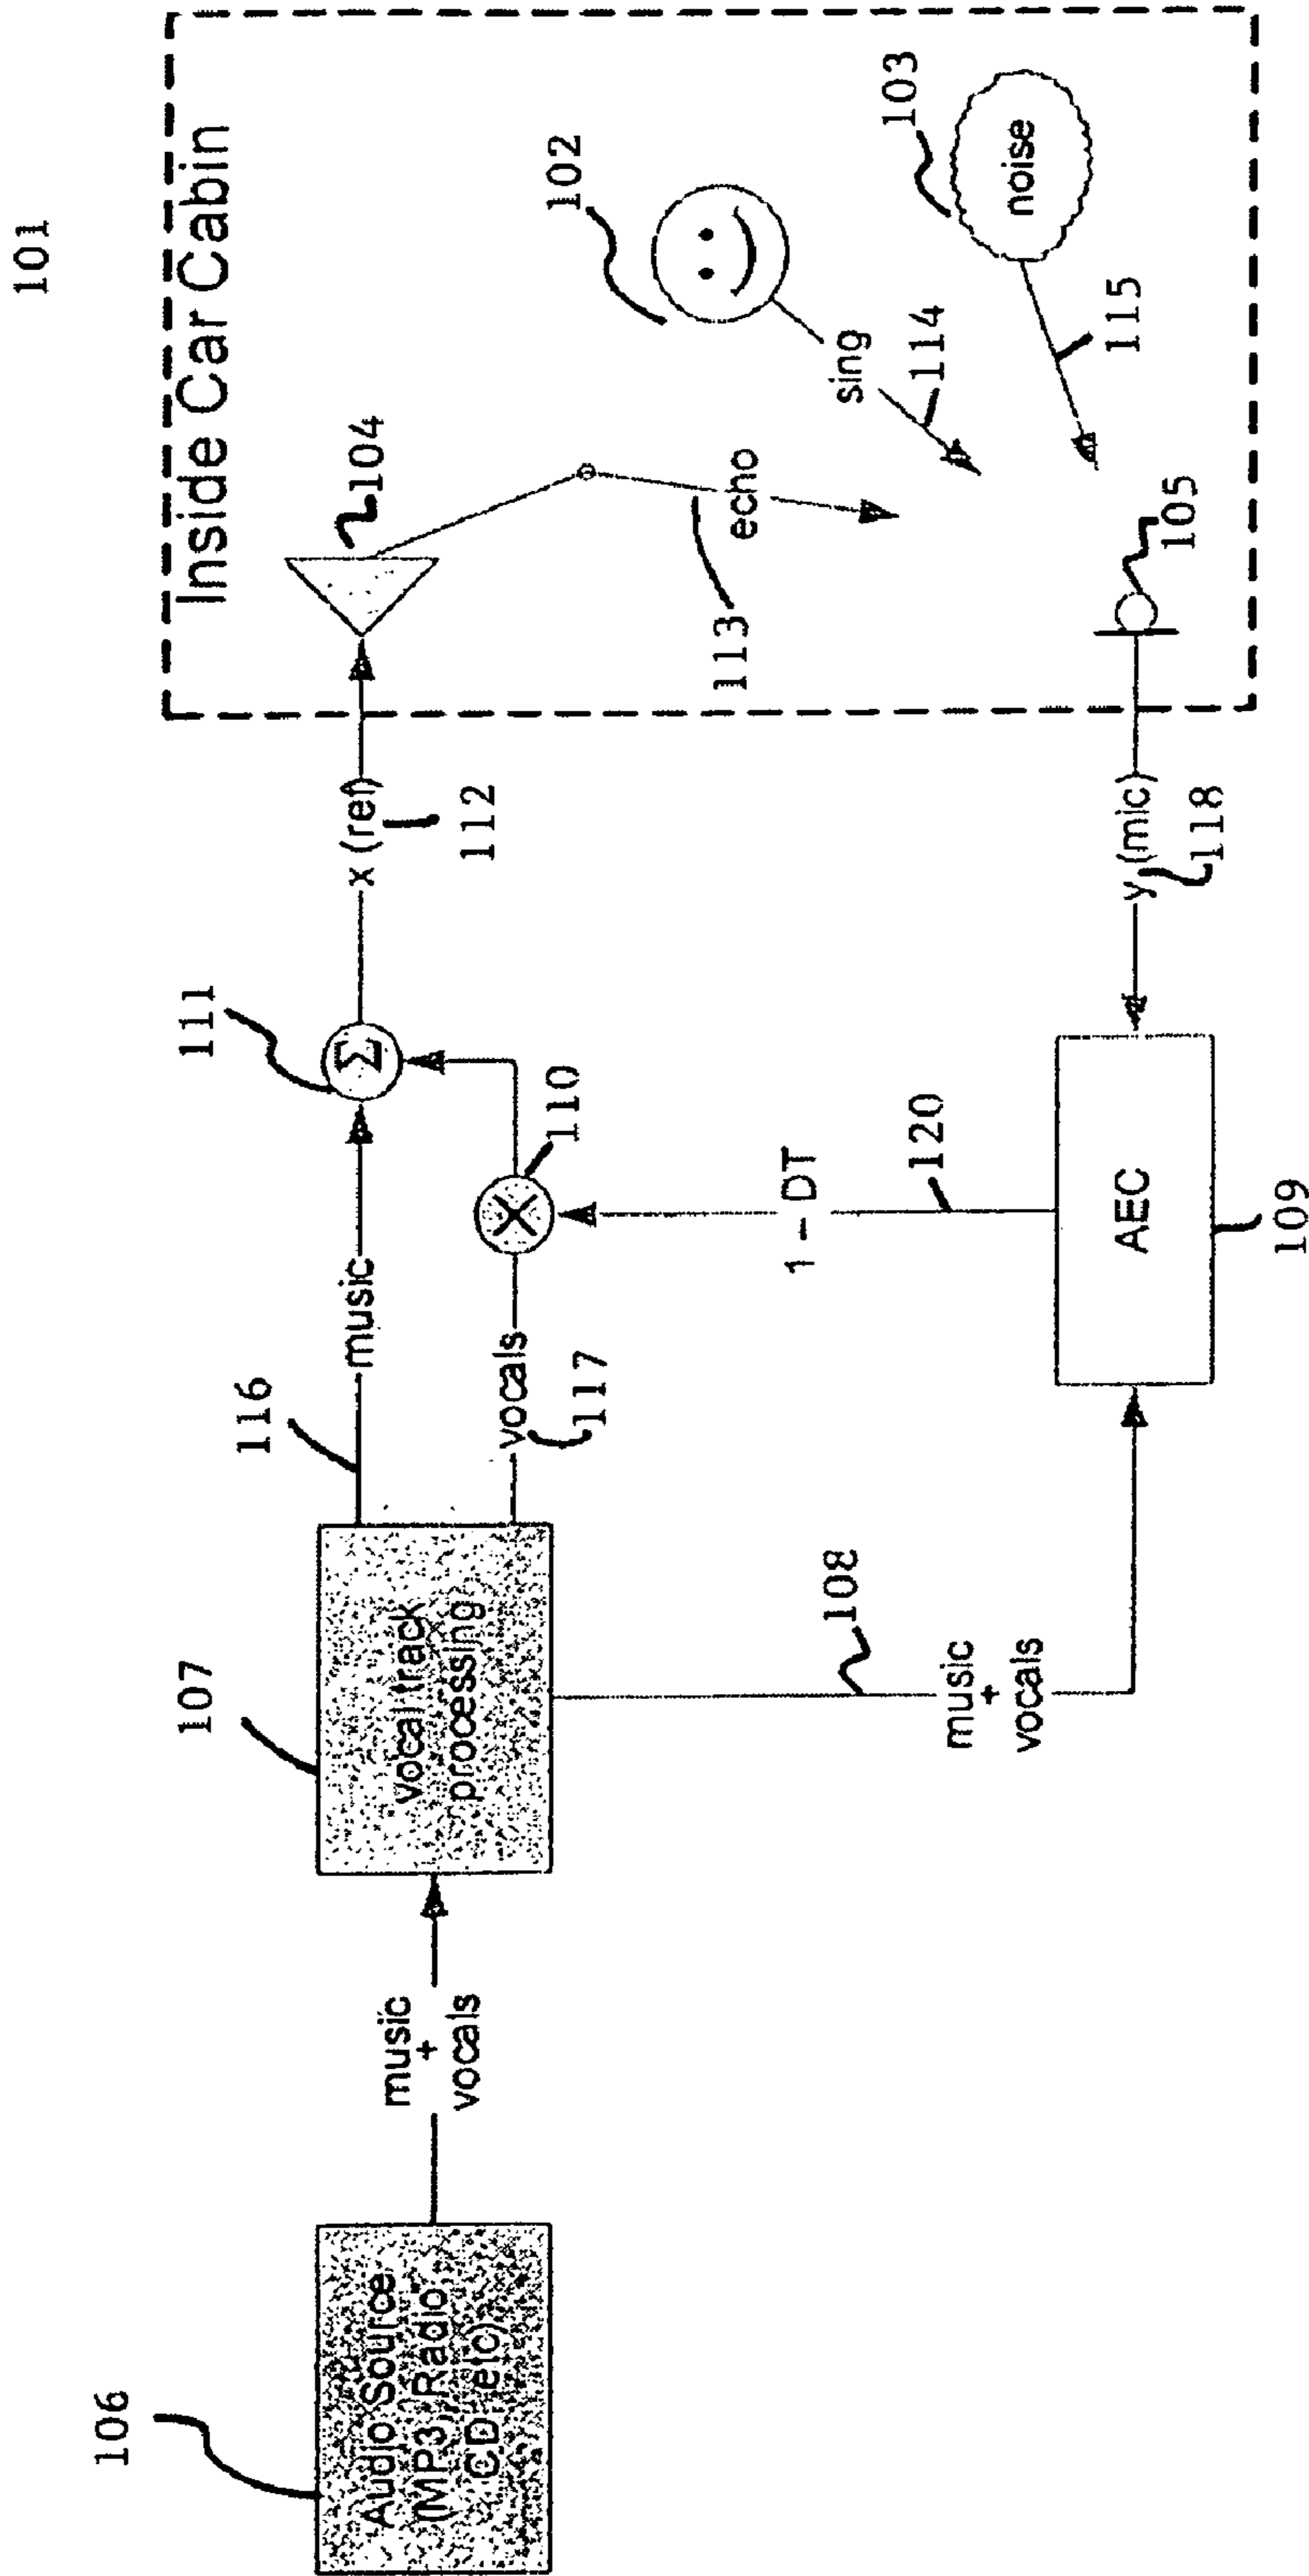 101
Inside Car Cabin
106
Audio Source
(MP3, Radio,
CD, etc)
music
+
vocals
107
vocal track
processing
116
music
111
Σ
x (ref)
112
104
vocals
117
X
110
113
echo
102
sing
114
103
noise
115
108
music
+
vocals
1 - DT
120
AEC
109
y (mic)
118
105